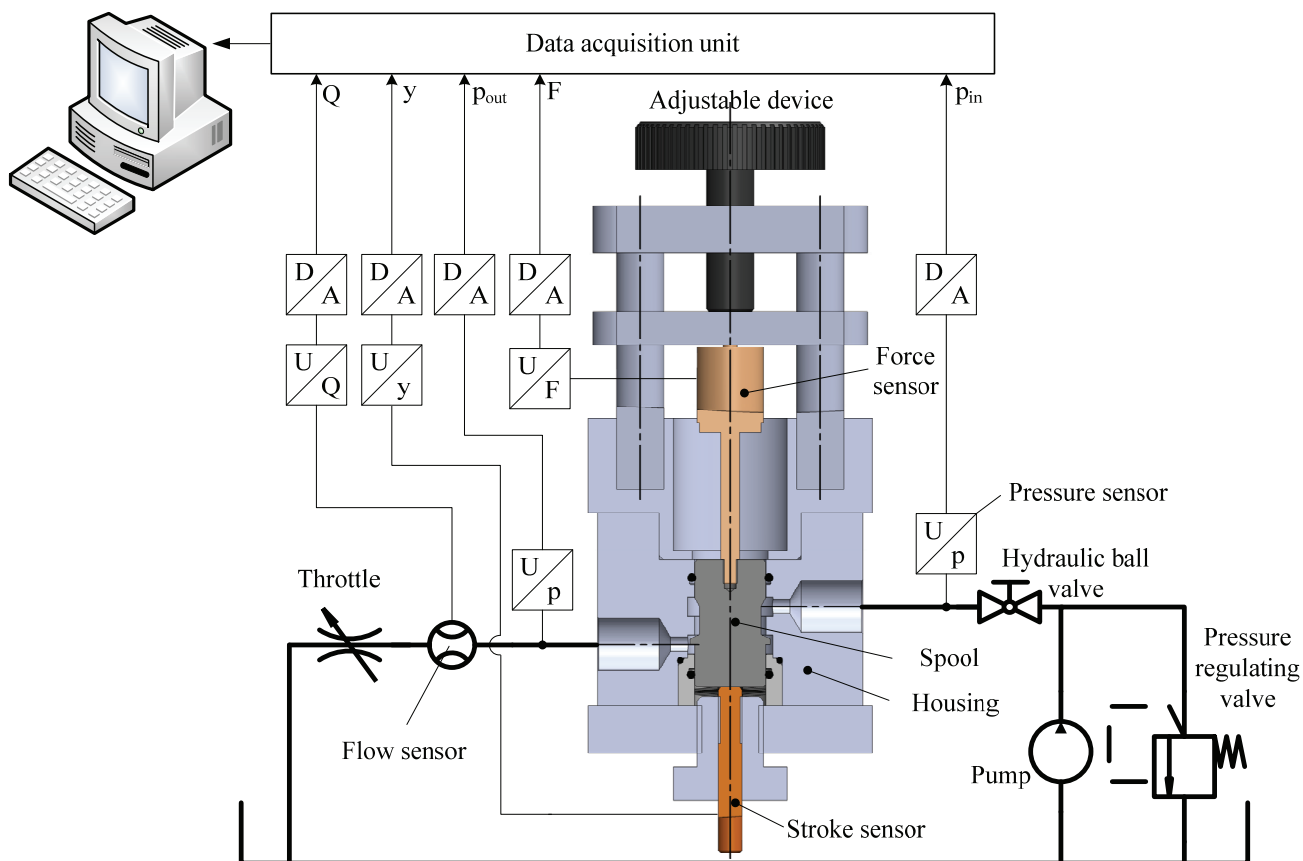 Data acquisition unit
Q
y
pout
F
pin
Adjustable device
D
A
D
A
D
A
D
A
D
A
U
Q
U
y
U
F
Force
sensor
Pressure sensor
U
p
U
p
Hydraulic ball
valve
Throttle
Spool
Pressure
regulating
valve
Housing
Flow sensor
Pump
Stroke sensor